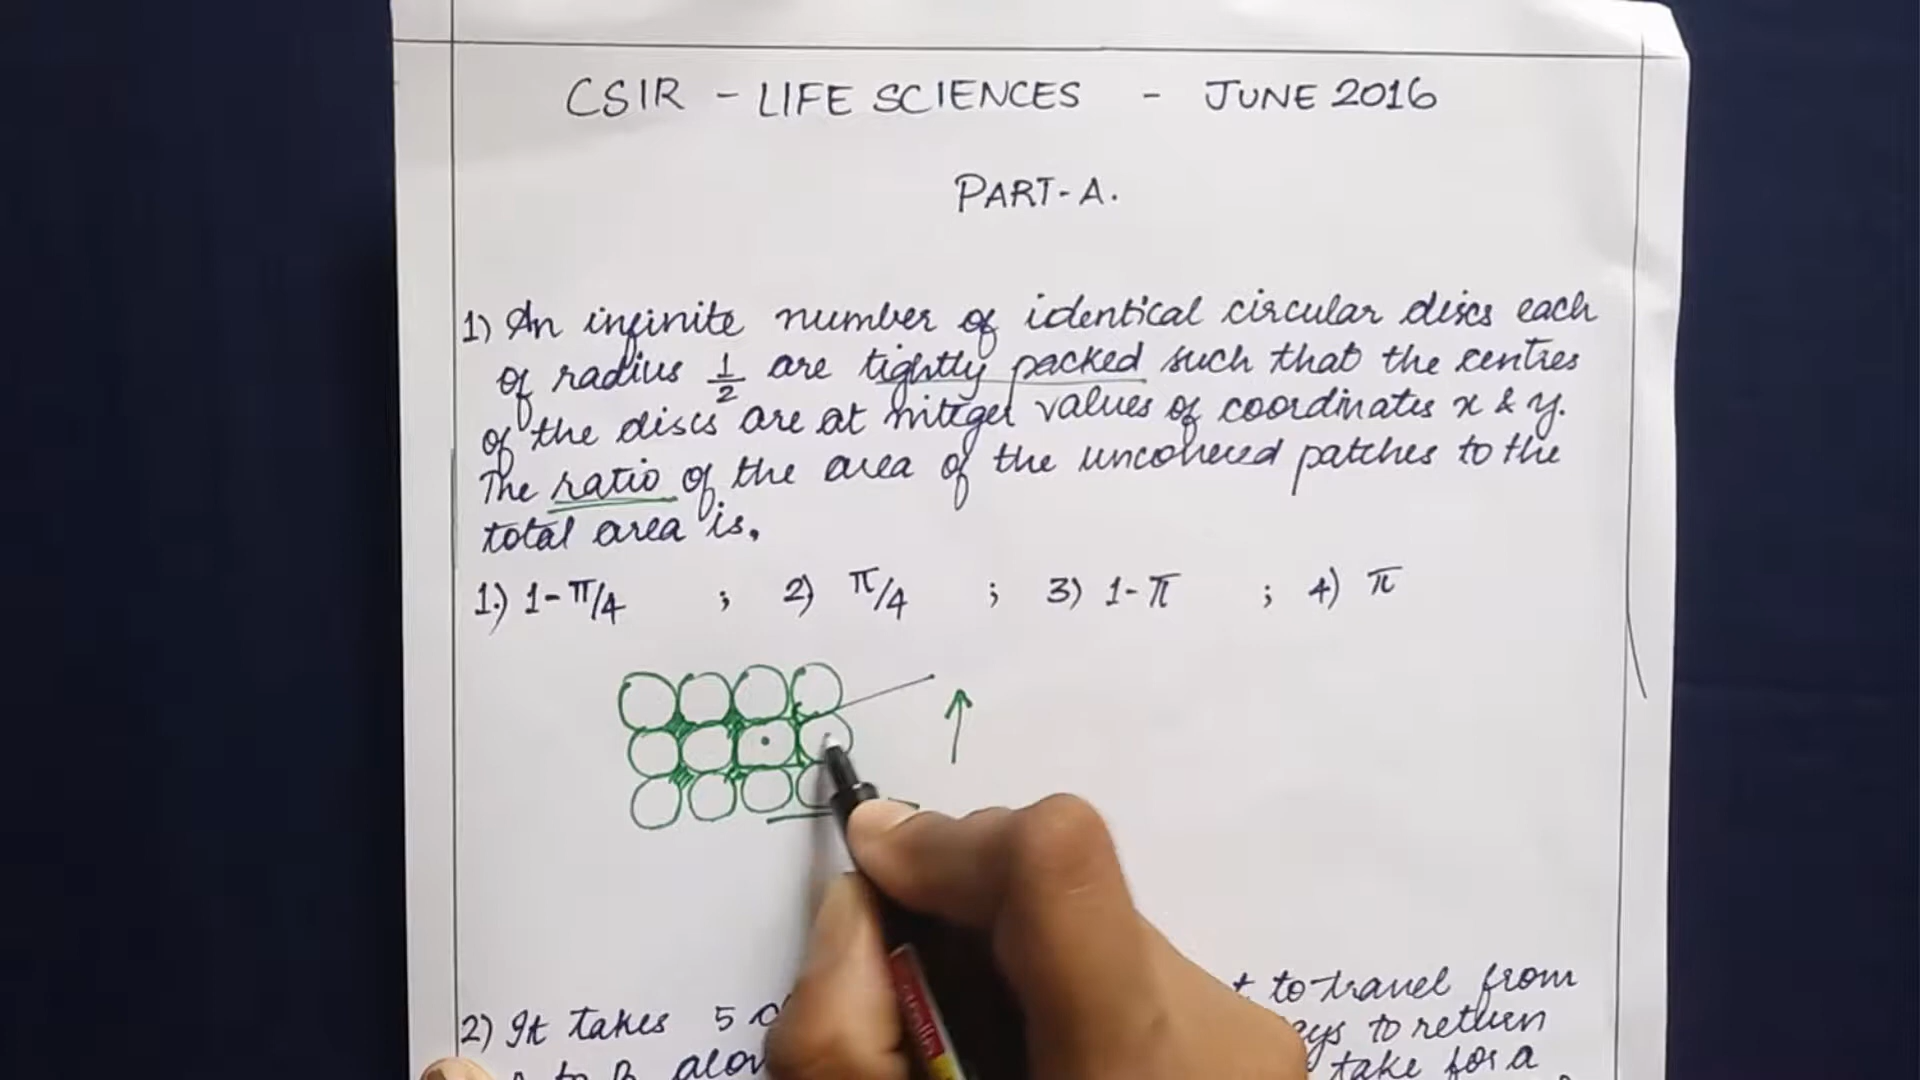 CSIR - LIFE SCIENCES - JUNE 2016
PART-A.
1) An infinite number of identical circular discs each
of radius 1/2 are tightly packed such that the centres
of the discs are at integer values of coordinates x & y.
The ratio of the area of the uncovered patches to the
total area is.
1.) 1-π/4 ; 2) π/4 ; 3) 1-π ; 4) π
2) It takes 5 to travel from
to return
to B take for a